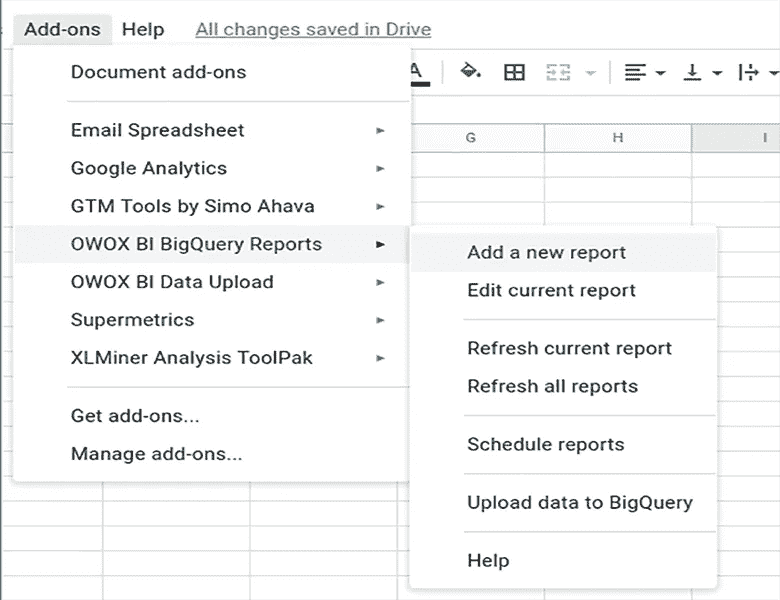 Add-ons Help All changes saved in Drive
Document add-ons
A
Email Spreadsheet
G H I
Google Analytics
GTM Tools by Simo Ahava
OWOX BI BigQuery Reports
Add a new report
OWOX BI Data Upload
Edit current report
Supermetrics
Refresh current report
XLMiner Analysis ToolPak
Refresh all reports
Get add-ons...
Schedule reports
Manage add-ons...
Upload data to BigQuery
Help